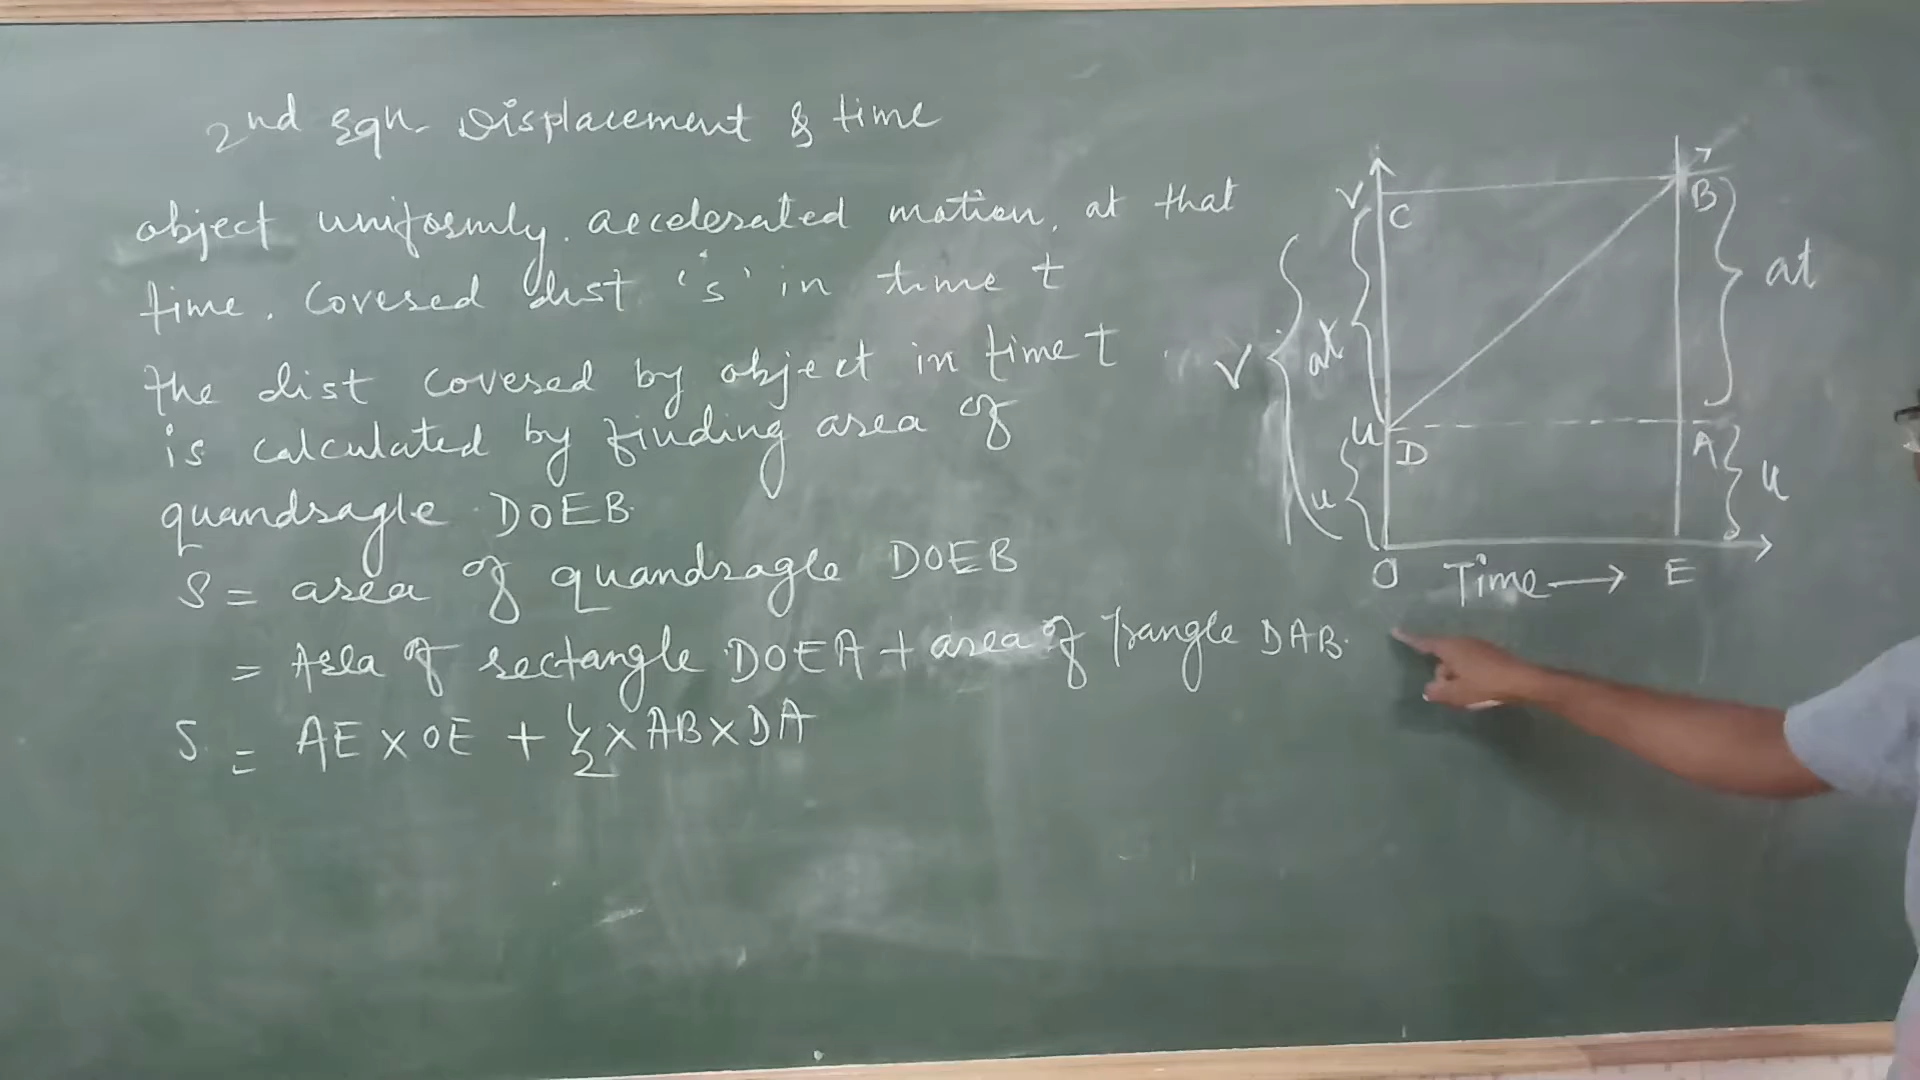 2nd Eqn. Displacement & time
object uniformly. accelerated motion, at that
time. Covered dist 's' in time t
The dist covered by object in time t
is calculated by finding area of
quandragle DOEB.
S = area of quandragle DOEB
= Area of rectangle DOEA + area of Trangle DAB.
S = AE × OE + 1/2 × AB × DA
V
C
B
at
V
at
u
D
A
u
u
O
Time →
E